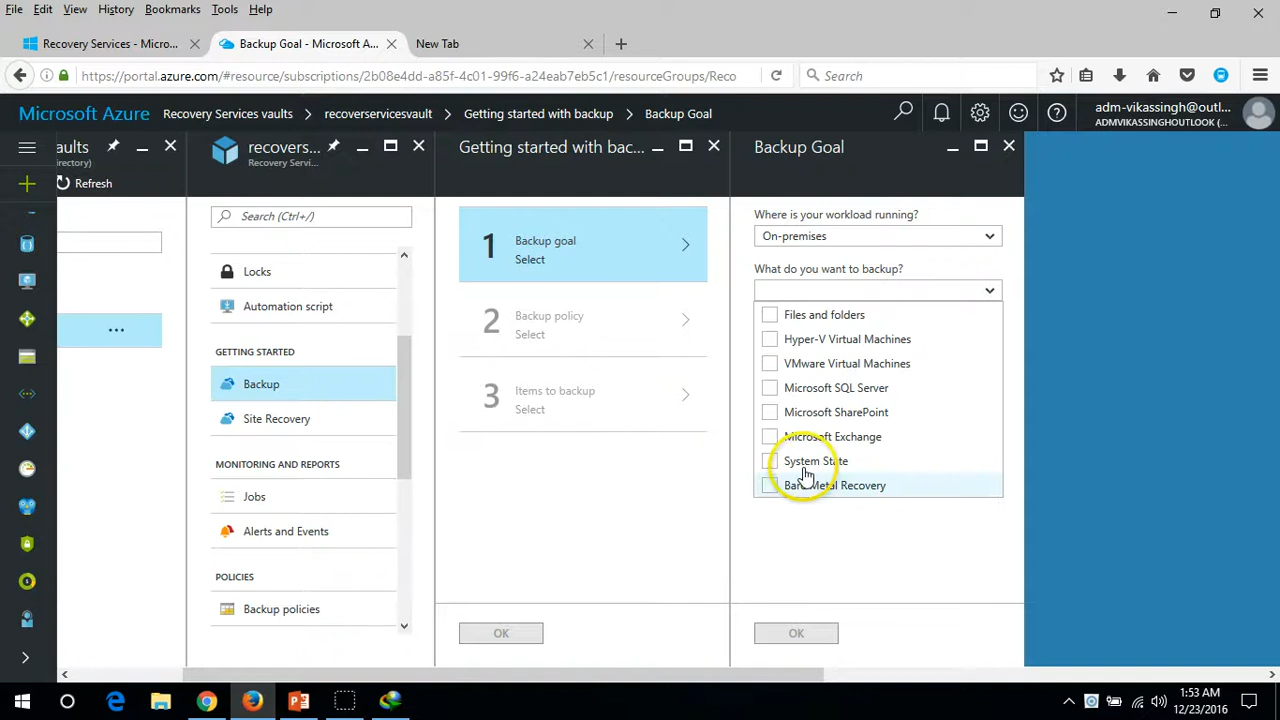 File Edit View History Bookmarks Tools Help
Recovery Services - Micro...
Backup Goal - Microsoft A...
New Tab
https://portal.azure.com/#resource/subscriptions/2b08e4dd-a85f-4c01-99f6-a24eb7eb5c1/resourceGroups/Reco
Search
Microsoft Azure Recovery Services vaults > recoverservicesvault > Getting started with backup > Backup Goal
adm-vikassingh@outl...
ADMVIKASSINGHOUTLOOK (...
aults
rectory)
Refresh
recovers...
Recovery Servi...
Search (Ctrl+/)
Locks
Automation script
GETTING STARTED
Backup
Site Recovery
MONITORING AND REPORTS
Jobs
Alerts and Events
POLICIES
Backup policies
Getting started with bac...
1 Backup goal
Select
2 Backup policy
Select
3 Items to backup
Select
OK
Backup Goal
Where is your workload running?
On-premises
What do you want to backup?
Files and folders
Hyper-V Virtual Machines
VMware Virtual Machines
Microsoft SQL Server
Microsoft SharePoint
Microsoft Exchange
System State
Bare Metal Recovery
OK
1:53 AM
12/23/2016